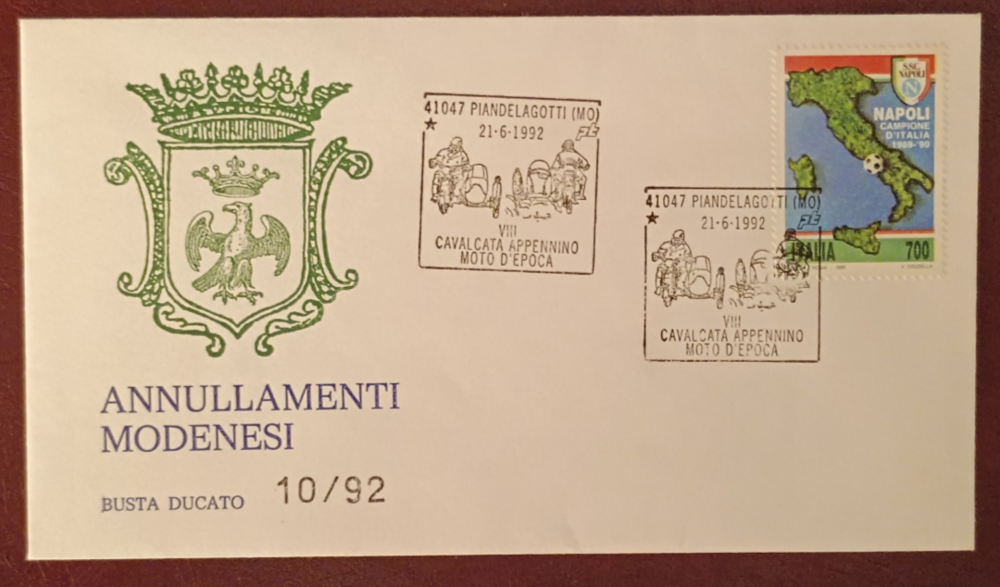 41047 PIANDELAGOTTI (MO)
21-6-1992
VIII
CAVALCATA APPENNINO
MOTO D'EPOCA
S.S.C.
NAPOLI
N
NAPOLI
CAMPIONE
D'ITALIA
1989-'90
ITALIA 700
41047 PIANDELAGOTTI (MO)
21-6-1992
VIII
CAVALCATA APPENNINO
MOTO D'EPOCA
ANNULLAMENTI
MODENESI
BUSTA DUCATO 10/92